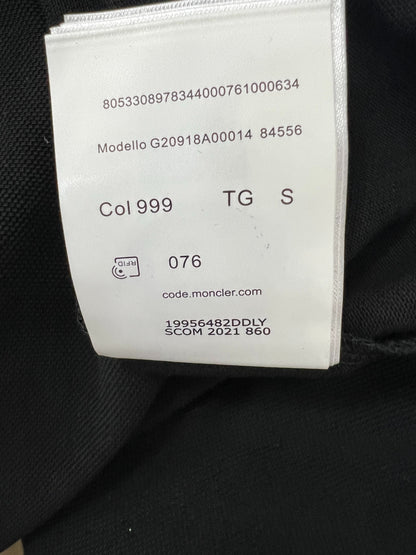 8053308978344000761000634
Modello G20918A00014 84556
Col 999 TG S
RFID 076
code.moncler.com
19956482DDLY
SCOM 2021 860